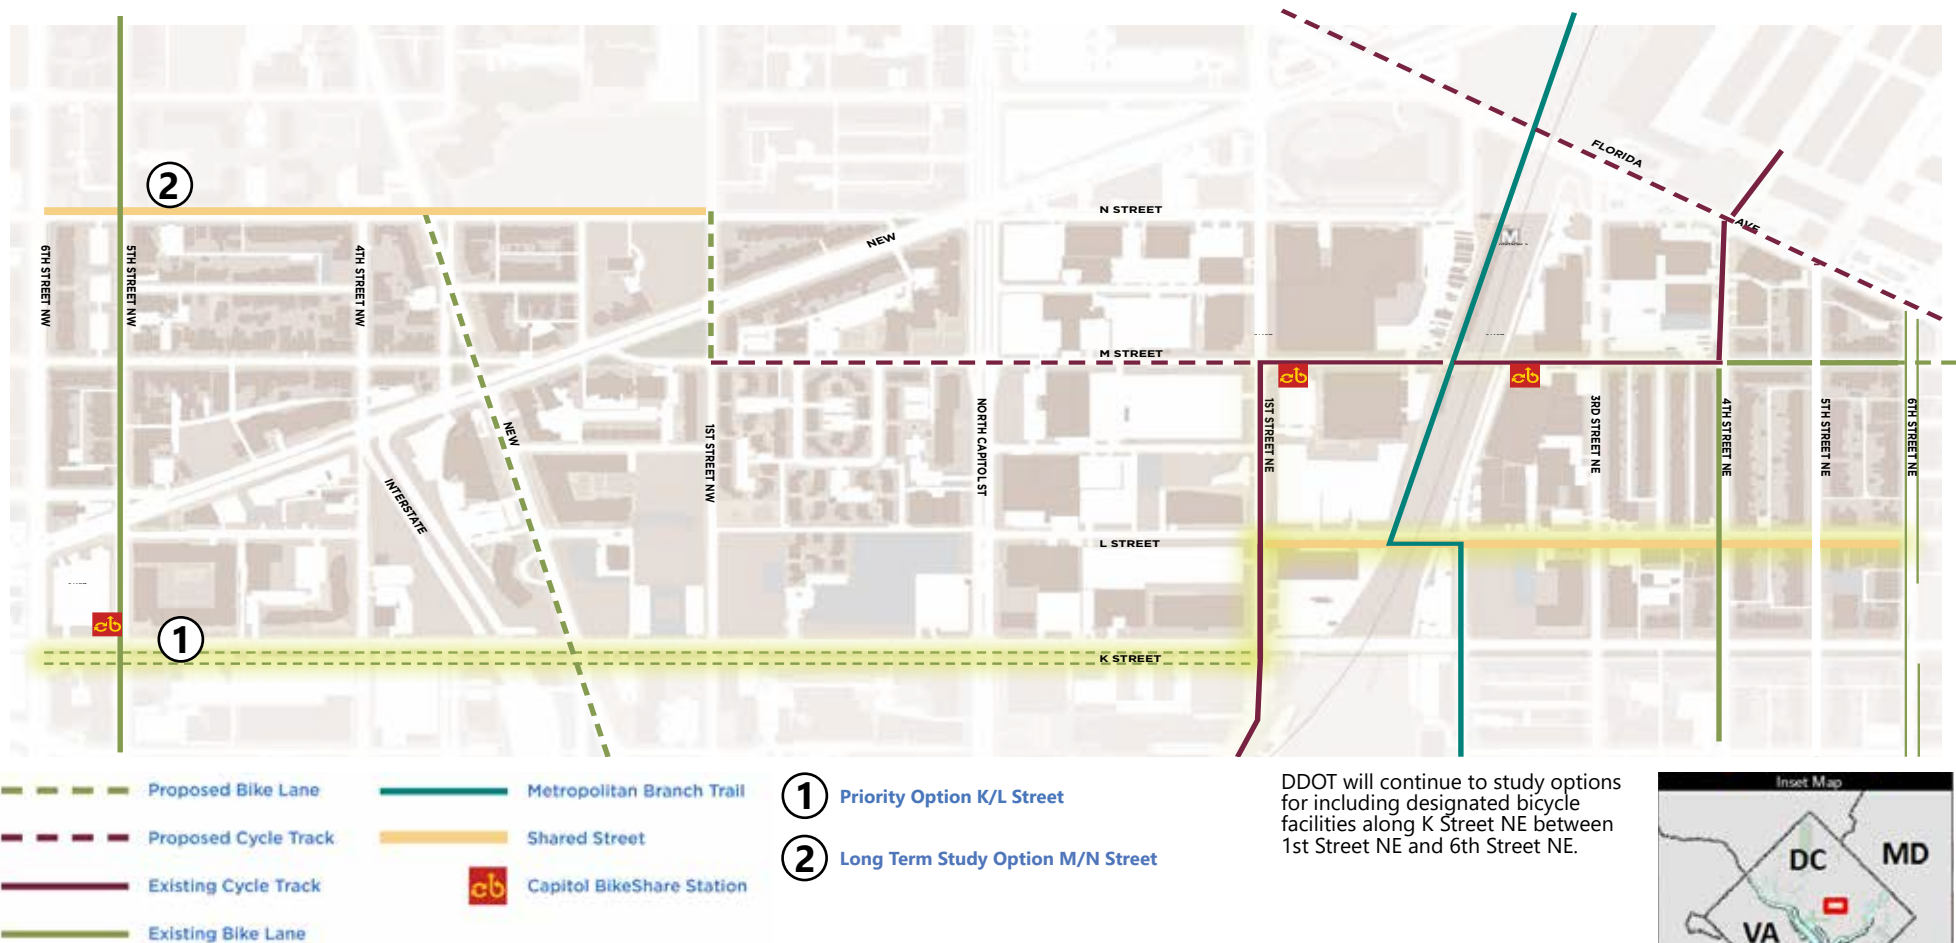 FLORIDA
AVE
2
N STREET
NEW
6TH STREET NW
5TH STREET NW
4TH STREET NW
M STREET
NEW
INTERSTATE
1ST STREET NW
NORTH CAPITOL ST
1ST STREET NE
3RD STREET NE
4TH STREET NE
5TH STREET NE
6TH STREET NE
cb
cb
L STREET
cb
1
K STREET
Proposed Bike Lane
Proposed Cycle Track
Existing Cycle Track
Existing Bike Lane
Metropolitan Branch Trail
Shared Street
cb Capitol BikeShare Station
1 Priority Option K/L Street
2 Long Term Study Option M/N Street
DDOT will continue to study options
for including designated bicycle
facilities along K Street NE between
1st Street NE and 6th Street NE.
Inset Map
DC
MD
VA